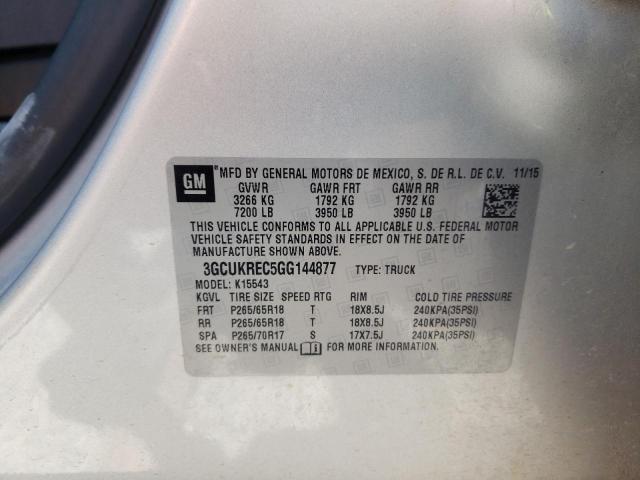 GM
® MFD BY GENERAL MOTORS DE MEXICO, S. DE R.L. DE C.V. 11/15
GVWR GAWR FRT GAWR RR
3266 KG 1792 KG 1792 KG
7200 LB 3950 LB 3950 LB
THIS VEHICLE CONFORMS TO ALL APPLICABLE U.S. FEDERAL MOTOR
VEHICLE SAFETY STANDARDS IN EFFECT ON THE DATE OF
MANUFACTURE SHOWN ABOVE.
3GCUKREC5GG144877 TYPE: TRUCK
MODEL: K15543
KGVL TIRE SIZE SPEED RTG RIM COLD TIRE PRESSURE
FRT P265/65R18 T 18X8.5J 240KPA(35PSI)
RR P265/65R18 T 18X8.5J 240KPA(35PSI)
SPA P265/70R17 S 17X7.5J 240KPA(35PSI)
SEE OWNER'S MANUAL FOR MORE INFORMATION.